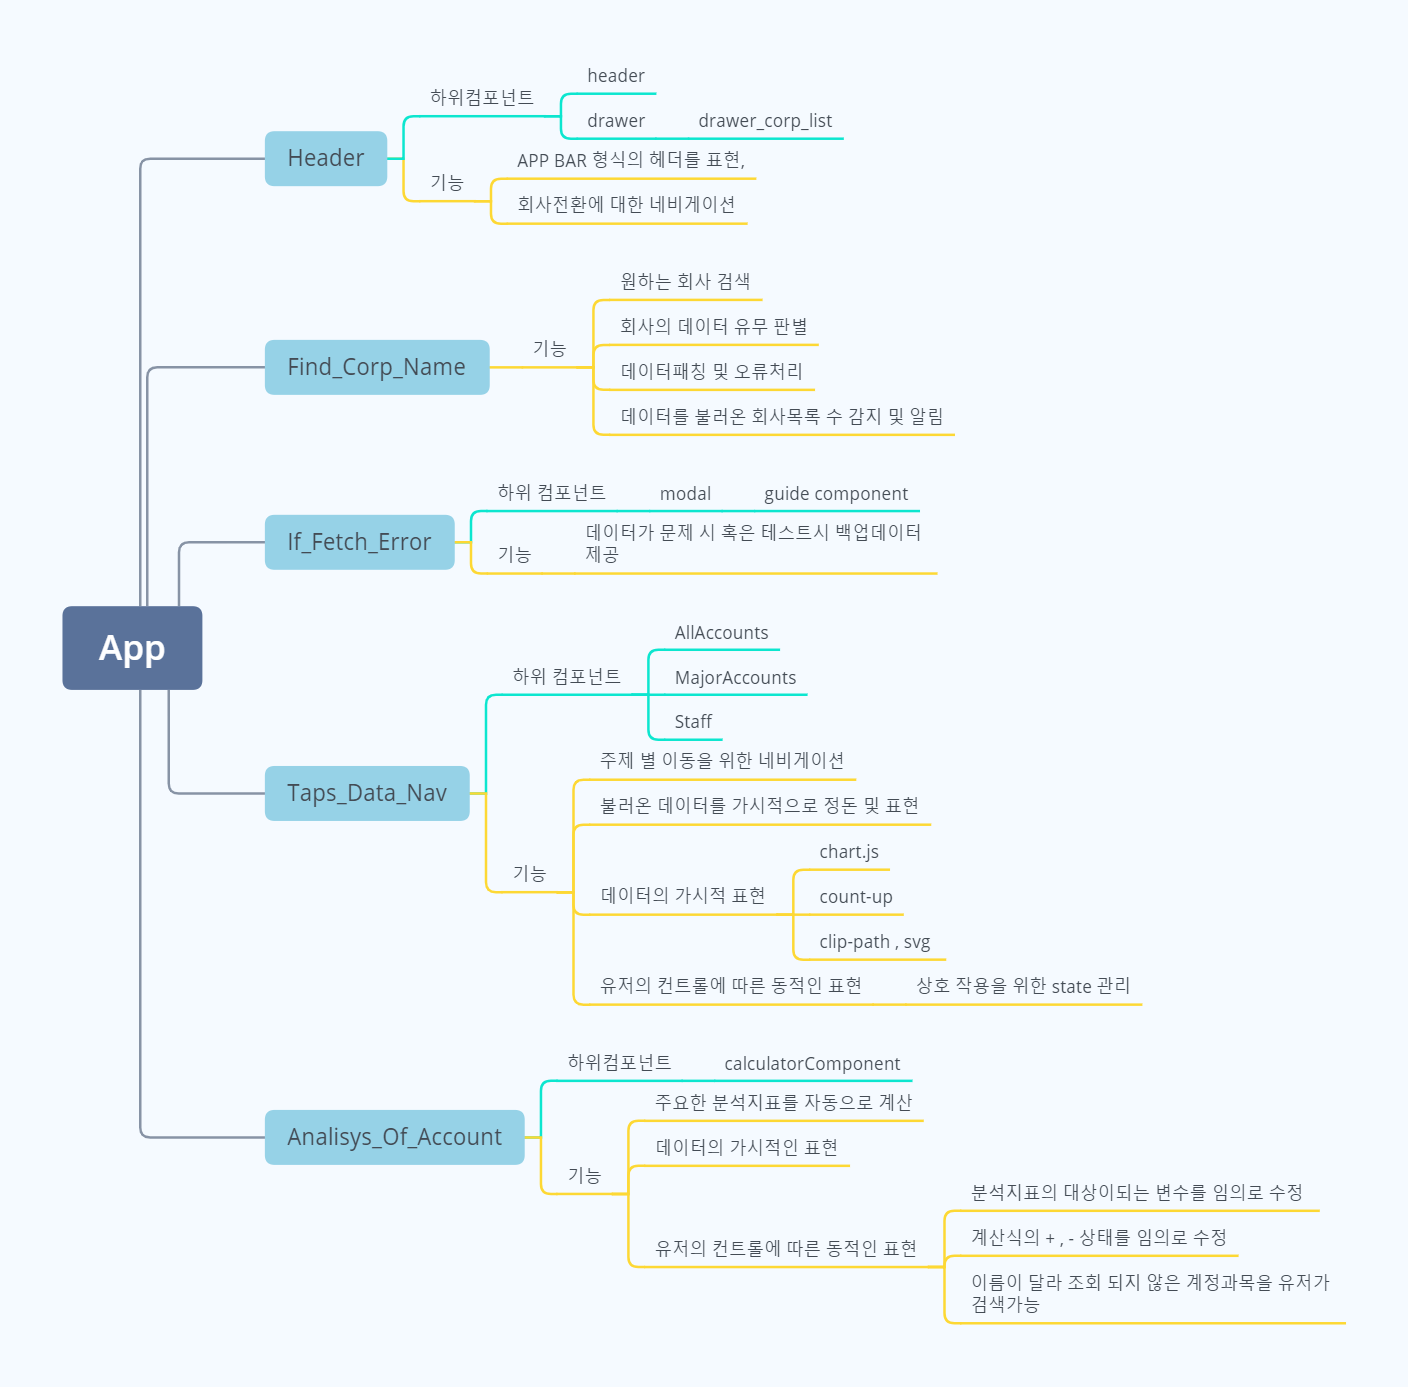 App
Header
하위컴포넌트
header
drawer
drawer_corp_list
기능
APP BAR 형식의 헤더를 표현,
회사전환에 대한 네비게이션
Find_Corp_Name
기능
원하는 회사 검색
회사의 데이터 유무 판별
데이터패칭 및 오류처리
데이터를 불러온 회사목록 수 감지 및 알림
If_Fetch_Error
하위 컴포넌트
modal
guide component
기능
데이터가 문제 시 혹은 테스트시 백업데이터
제공
Taps_Data_Nav
하위 컴포넌트
AllAccounts
MajorAccounts
Staff
기능
주제 별 이동을 위한 네비게이션
불러온 데이터를 가시적으로 정돈 및 표현
데이터의 가시적 표현
chart.js
count-up
clip-path , svg
유저의 컨트롤에 따른 동적인 표현
상호 작용을 위한 state 관리
Analisys_Of_Account
하위컴포넌트
calculatorComponent
기능
주요한 분석지표를 자동으로 계산
데이터의 가시적인 표현
유저의 컨트롤에 따른 동적인 표현
분석지표의 대상이되는 변수를 임의로 수정
계산식의 + , - 상태를 임의로 수정
이름이 달라 조회 되지 않은 계정과목을 유저가
검색가능